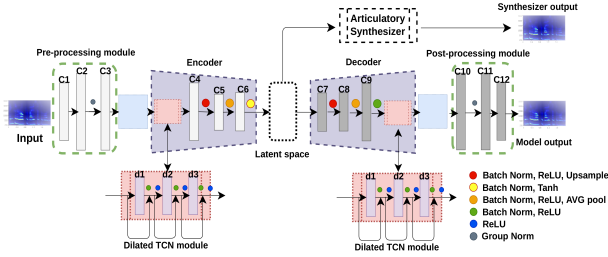 Synthesizer output
Articulatory
Synthesizer
Pre-processing module
Encoder
Decoder
Post-processing module
C1
C2
C3
C4
C5
C6
C7
C8
C9
C10
C11
C12
Input
Latent space
Model output
d1
d2
d3
d1
d2
d3
Dilated TCN module
Dilated TCN module
Batch Norm, ReLU, Upsample
Batch Norm, Tanh
Batch Norm, ReLU, AVG pool
Batch Norm, ReLU
ReLU
Group Norm